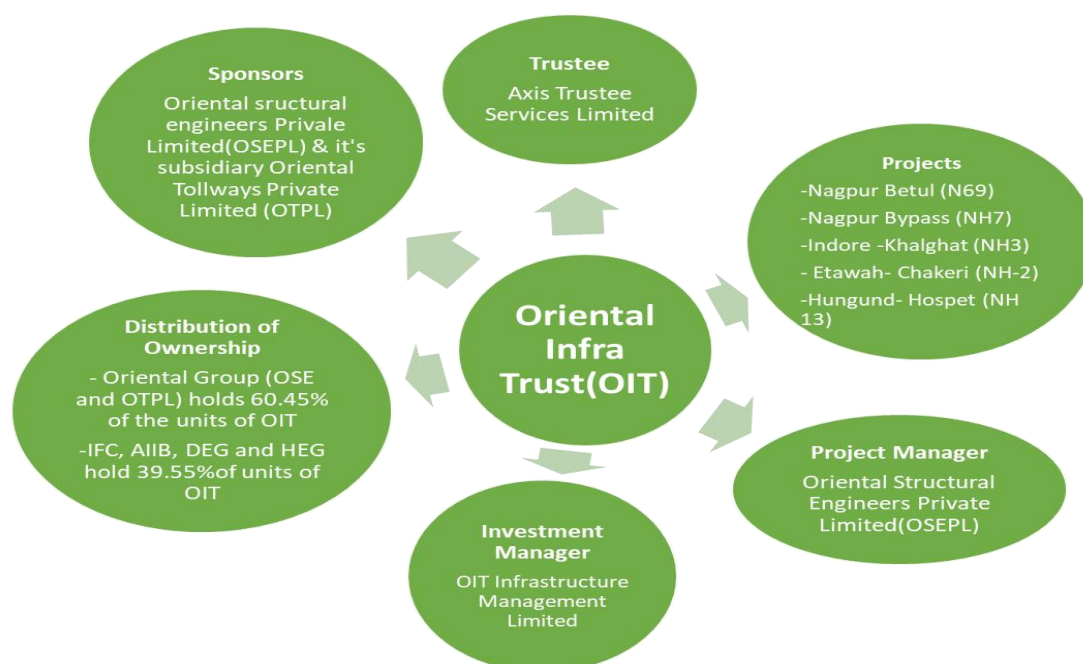 Trustee
Axis Trustee
Services Limited
Sponsors
Oriental sructural
engineers Privale
Limited(OSEPL) & it's
subsidiary Oriental
Tollways Private
Limited (OTPL)
Projects
-Nagpur Betul (N69)
-Nagpur Bypass (NH7)
-Indore -Khalghat (NH3)
- Etawah- Chakeri (NH-2)
-Hungund- Hospet (NH
13)
Oriental
Infra
Trust(OIT)
Distribution of
Ownership
- Oriental Group (OSE
and OTPL) holds 60.45%
of the units of OIT
-IFC, AIIB, DEG and HEG
hold 39.55%of units of
OIT
Project Manager
Oriental Structural
Engineers Private
Limited(OSEPL)
Investment
Manager
OIT Infrastructure
Management
Limited